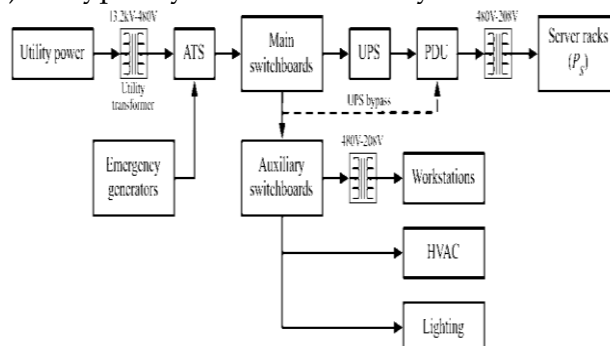 13.2kV-480V
480V-208V
Utility power
ATS
Main
switchboards
UPS
PDU
Server racks
(P_S)
Utility
transformer
UPS bypass
480V-208V
Emergency
generators
Auxiliary
switchboards
Workstations
HVAC
Lighting